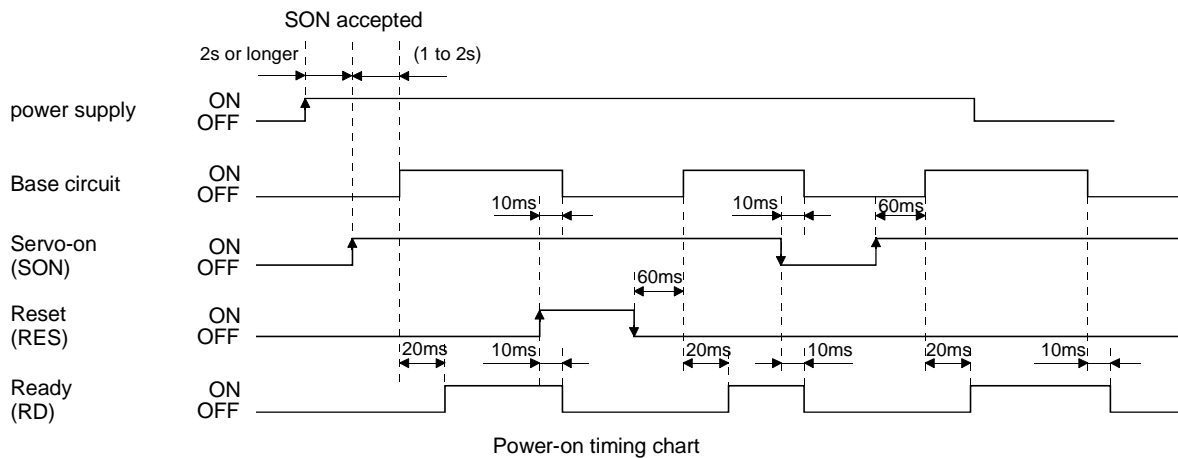 SON accepted
2s or longer (1 to 2s)
power supply ON
OFF
Base circuit ON
OFF
10ms 10ms 60ms
Servo-on
(SON) ON
OFF
60ms
Reset
(RES) ON
OFF
20ms 10ms 20ms 10ms 20ms 10ms
Ready
(RD) ON
OFF
Power-on timing chart